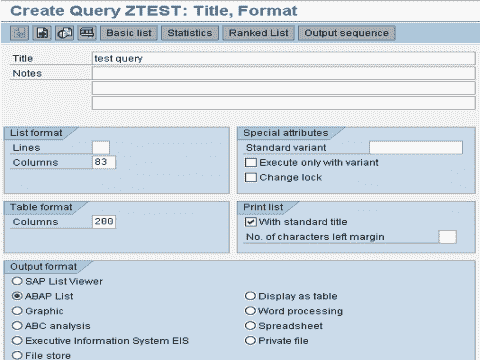 Create Query ZTEST: Title, Format
Basic list Statistics Ranked List Output sequence
Title test query
Notes
List format
Lines
Columns 83
Special attributes
Standard variant
Execute only with variant
Change lock
Table format
Columns 200
Print list
With standard title
No. of characters left margin
Output format
SAP List Viewer
ABAP List
Display as table
Graphic
Word processing
ABC analysis
Spreadsheet
Executive Information System EIS
Private file
File store